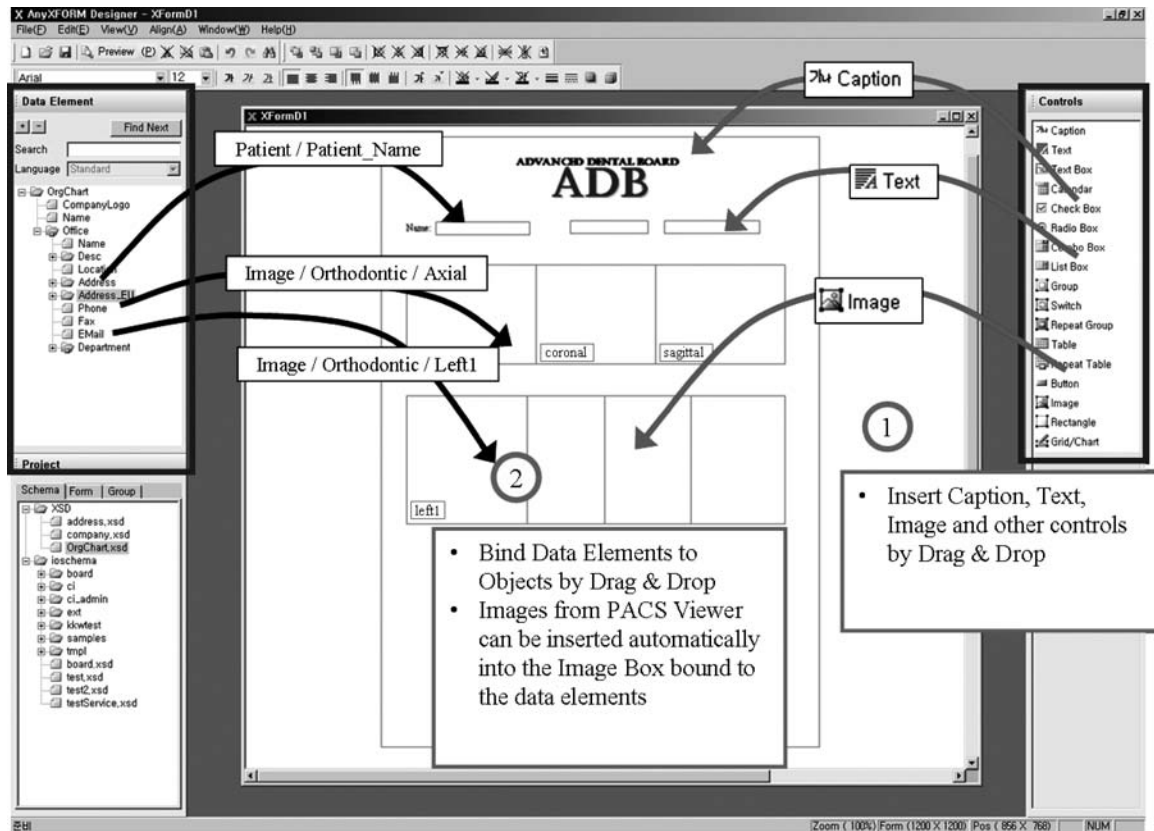 AnyXFORM Designer - XFormD1
File(F) Edit(E) View(V) Align(A) Window(W) Help(H)
Preview (P)
Arial 12
Data Element
Find Next
Search
Language Standard
OrgChart
CompanyLogo
Name
Office
Name
Desc
Location
Address
Address_EU
Phone
Fax
EMail
Department
Project
Schema Form Group
XSD
address.xsd
company.xsd
OrgChart.xsd
ioschema
board
ci
ci_admin
ext
kkwtest
samples
tmpl
board.xsd
test.xsd
test2.xsd
testService.xsd
XFormD1
Patient / Patient_Name
Image / Orthodontic / Axial
Image / Orthodontic / Left1
ADVANCED DENTAL BOARD
ADB
Name:
coronal
sagittal
left1
2
• Bind Data Elements to
Objects by Drag & Drop
• Images from PACS Viewer
can be inserted automatically
into the Image Box bound to
the data elements
가나 Caption
Text
Image
1
• Insert Caption, Text,
Image and other controls
by Drag & Drop
Controls
가나 Caption
Text
Text Box
Calendar
Check Box
Radio Box
Combo Box
List Box
Group
Switch
Repeat Group
Table
Repeat Table
Button
Image
Rectangle
Grid/Chart
준비
Zoom ( 100%) Form (1200 X 1200) Pos ( 856 X 768) NUM